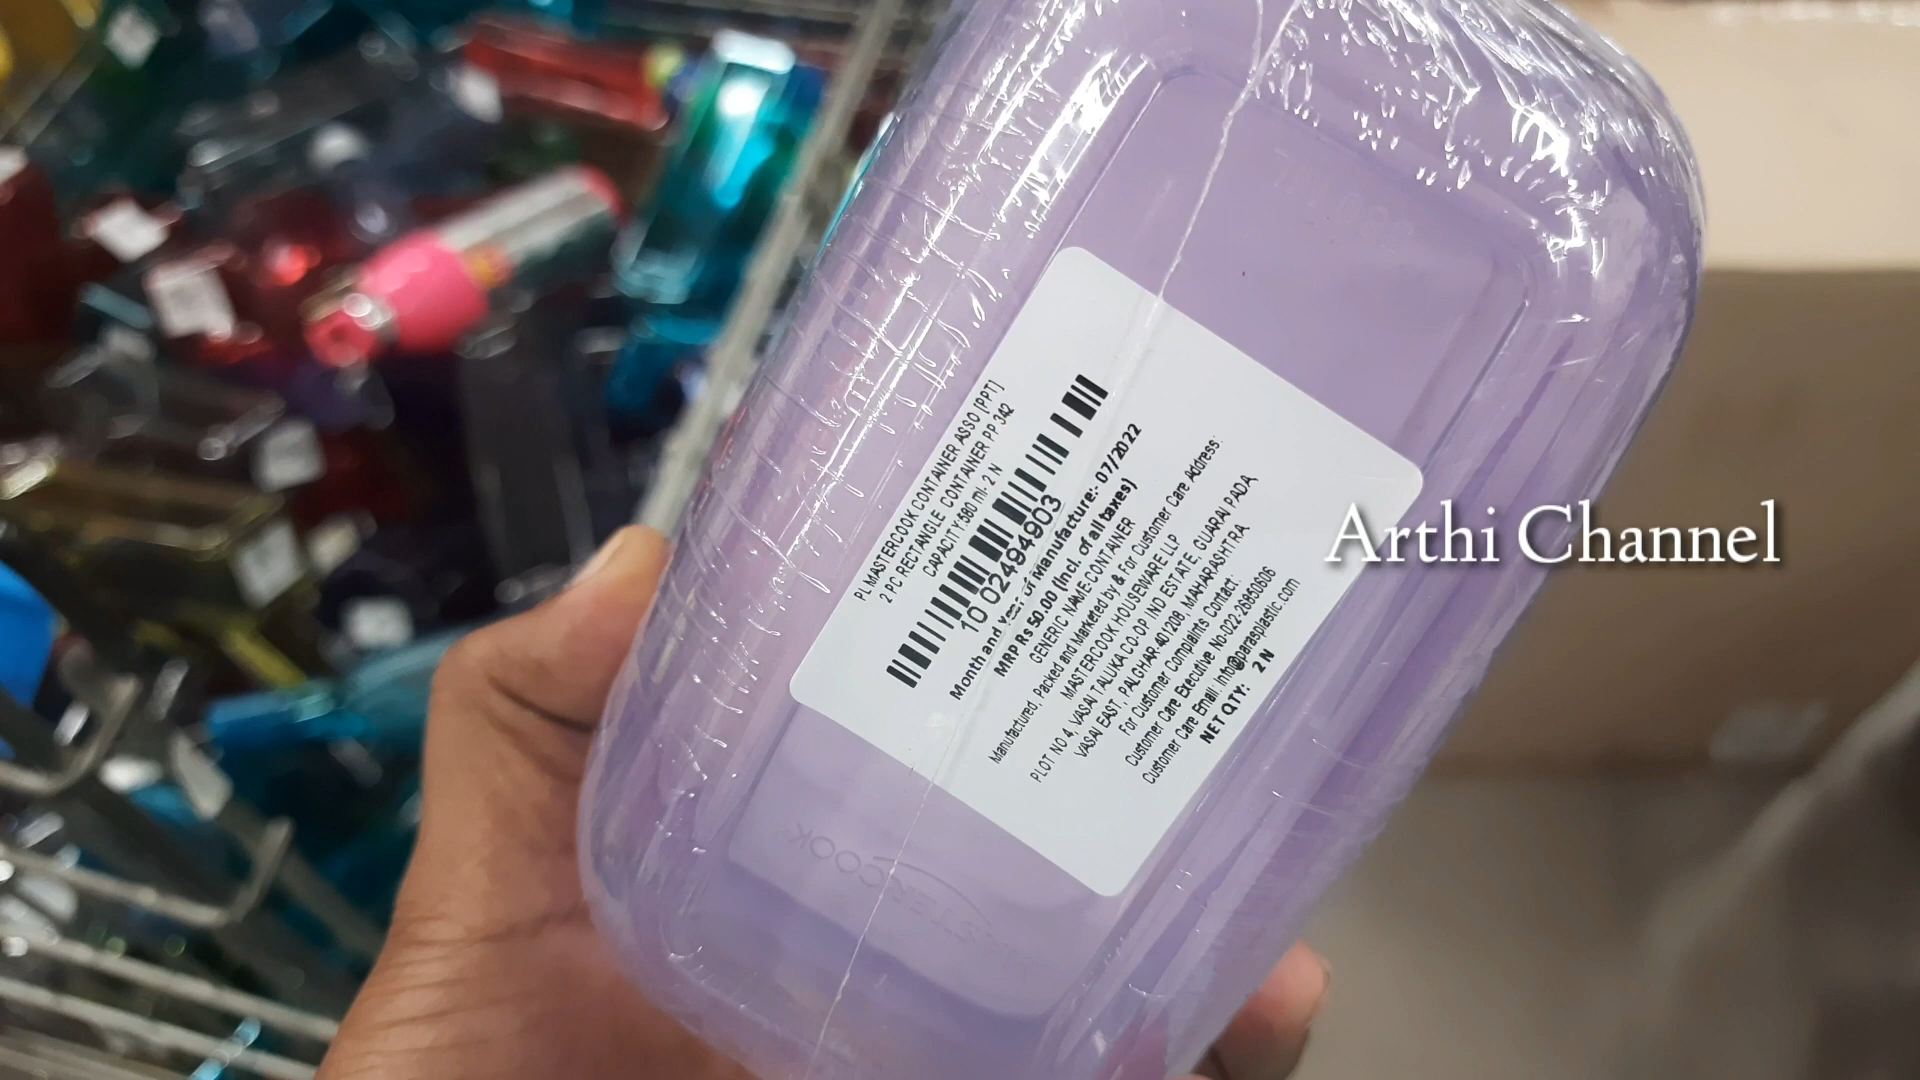 PLMASTERCOOK CONTAINER ASSO [PPT]
2 PC RECTANGLE CONTAINER PP 342
CAPACITY:580 ml- 2 N
10 02494903
Month and Year of Manufacture:- 07/2022
MRP Rs 50.00 (Incl. of all taxes)
GENERIC NAME:CONTAINER
Manufactured, Packed and Marketed by & For Customer Care Address:
MASTERCOOK HOUSEWARE LLP
PLOT NO 4, VASAI TALUKA CO-OP IND ESTATE, GUARAI PADA
VASAI EAST, PALGHAR-401208, MAHARASHTRA
For Customer Complaints Contact:
Customer Care Executive No-022-26850606
Customer Care Email: info@parasplastic.com
NET QTY: 2 N
MASTERCOOK
Arthi Channel